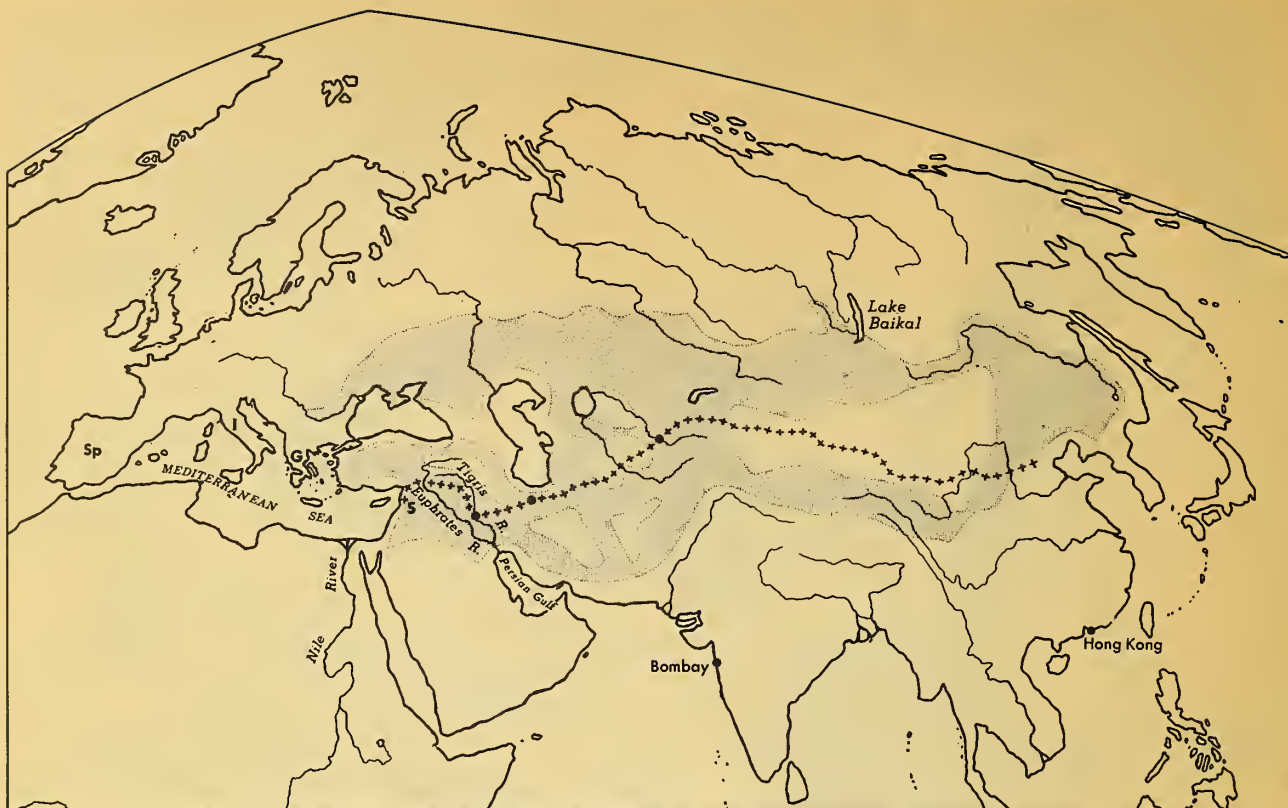 Lake
Baikal
Sp
I
G
MEDITERRANEAN
SEA
S
Tigris
R.
Euphrates
R.
Persian Gulf
River
Nile
Bombay
Hong Kong